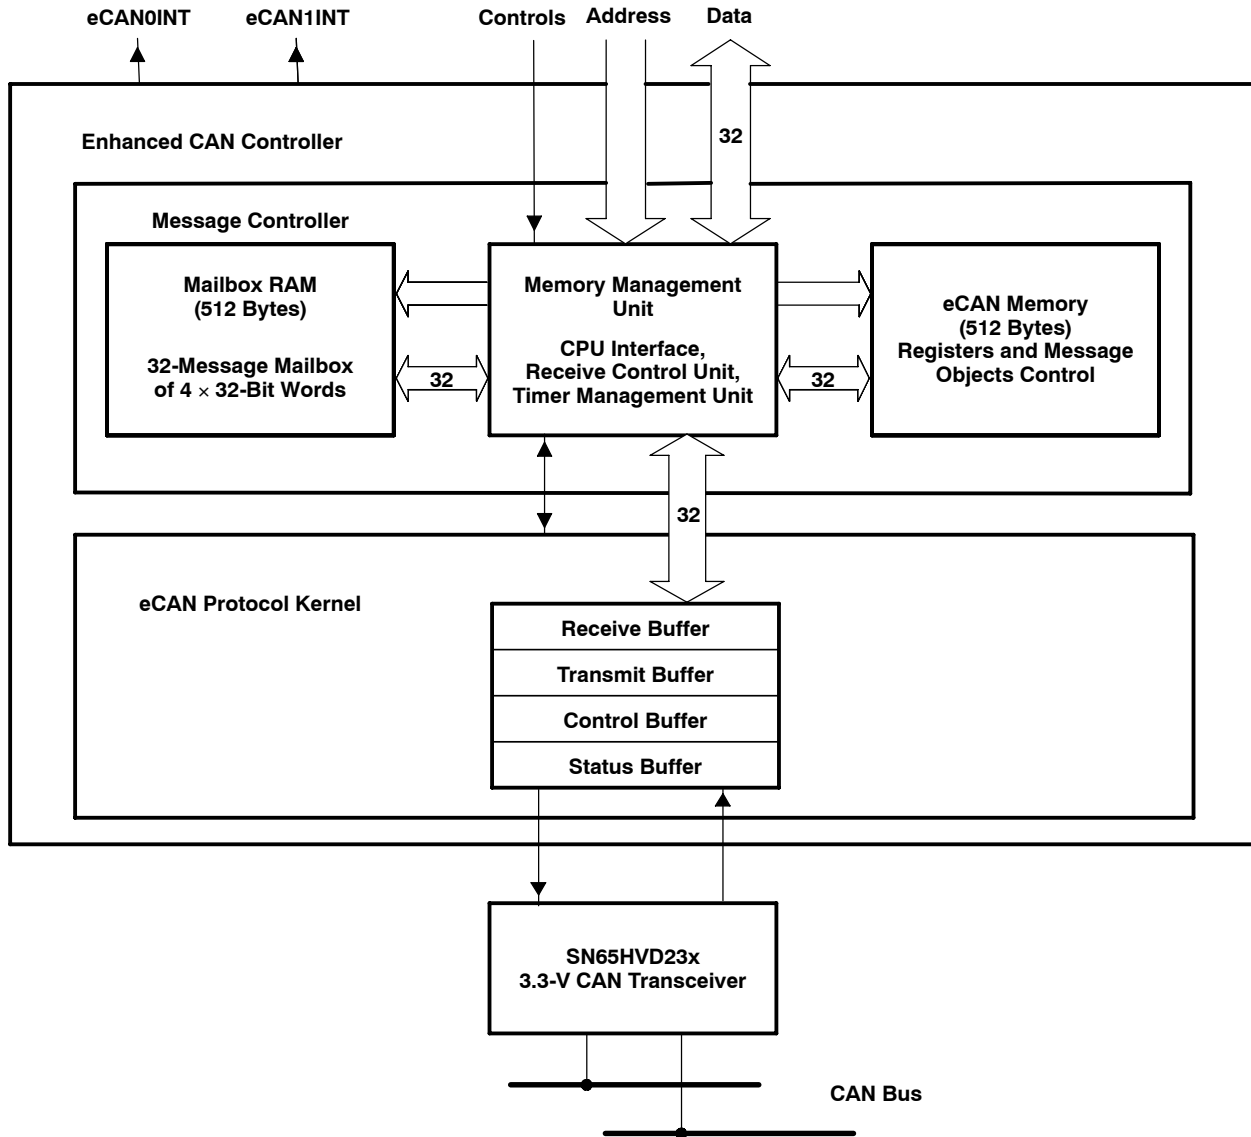 eCAN0INT
eCAN1INT
Controls
Address
Data
32
Enhanced CAN Controller
Message Controller
Mailbox RAM
(512 Bytes)
32-Message Mailbox
of 4 × 32-Bit Words
32
Memory Management
Unit
CPU Interface,
Receive Control Unit,
Timer Management Unit
32
eCAN Memory
(512 Bytes)
Registers and Message
Objects Control
32
eCAN Protocol Kernel
Receive Buffer
Transmit Buffer
Control Buffer
Status Buffer
SN65HVD23x
3.3-V CAN Transceiver
CAN Bus